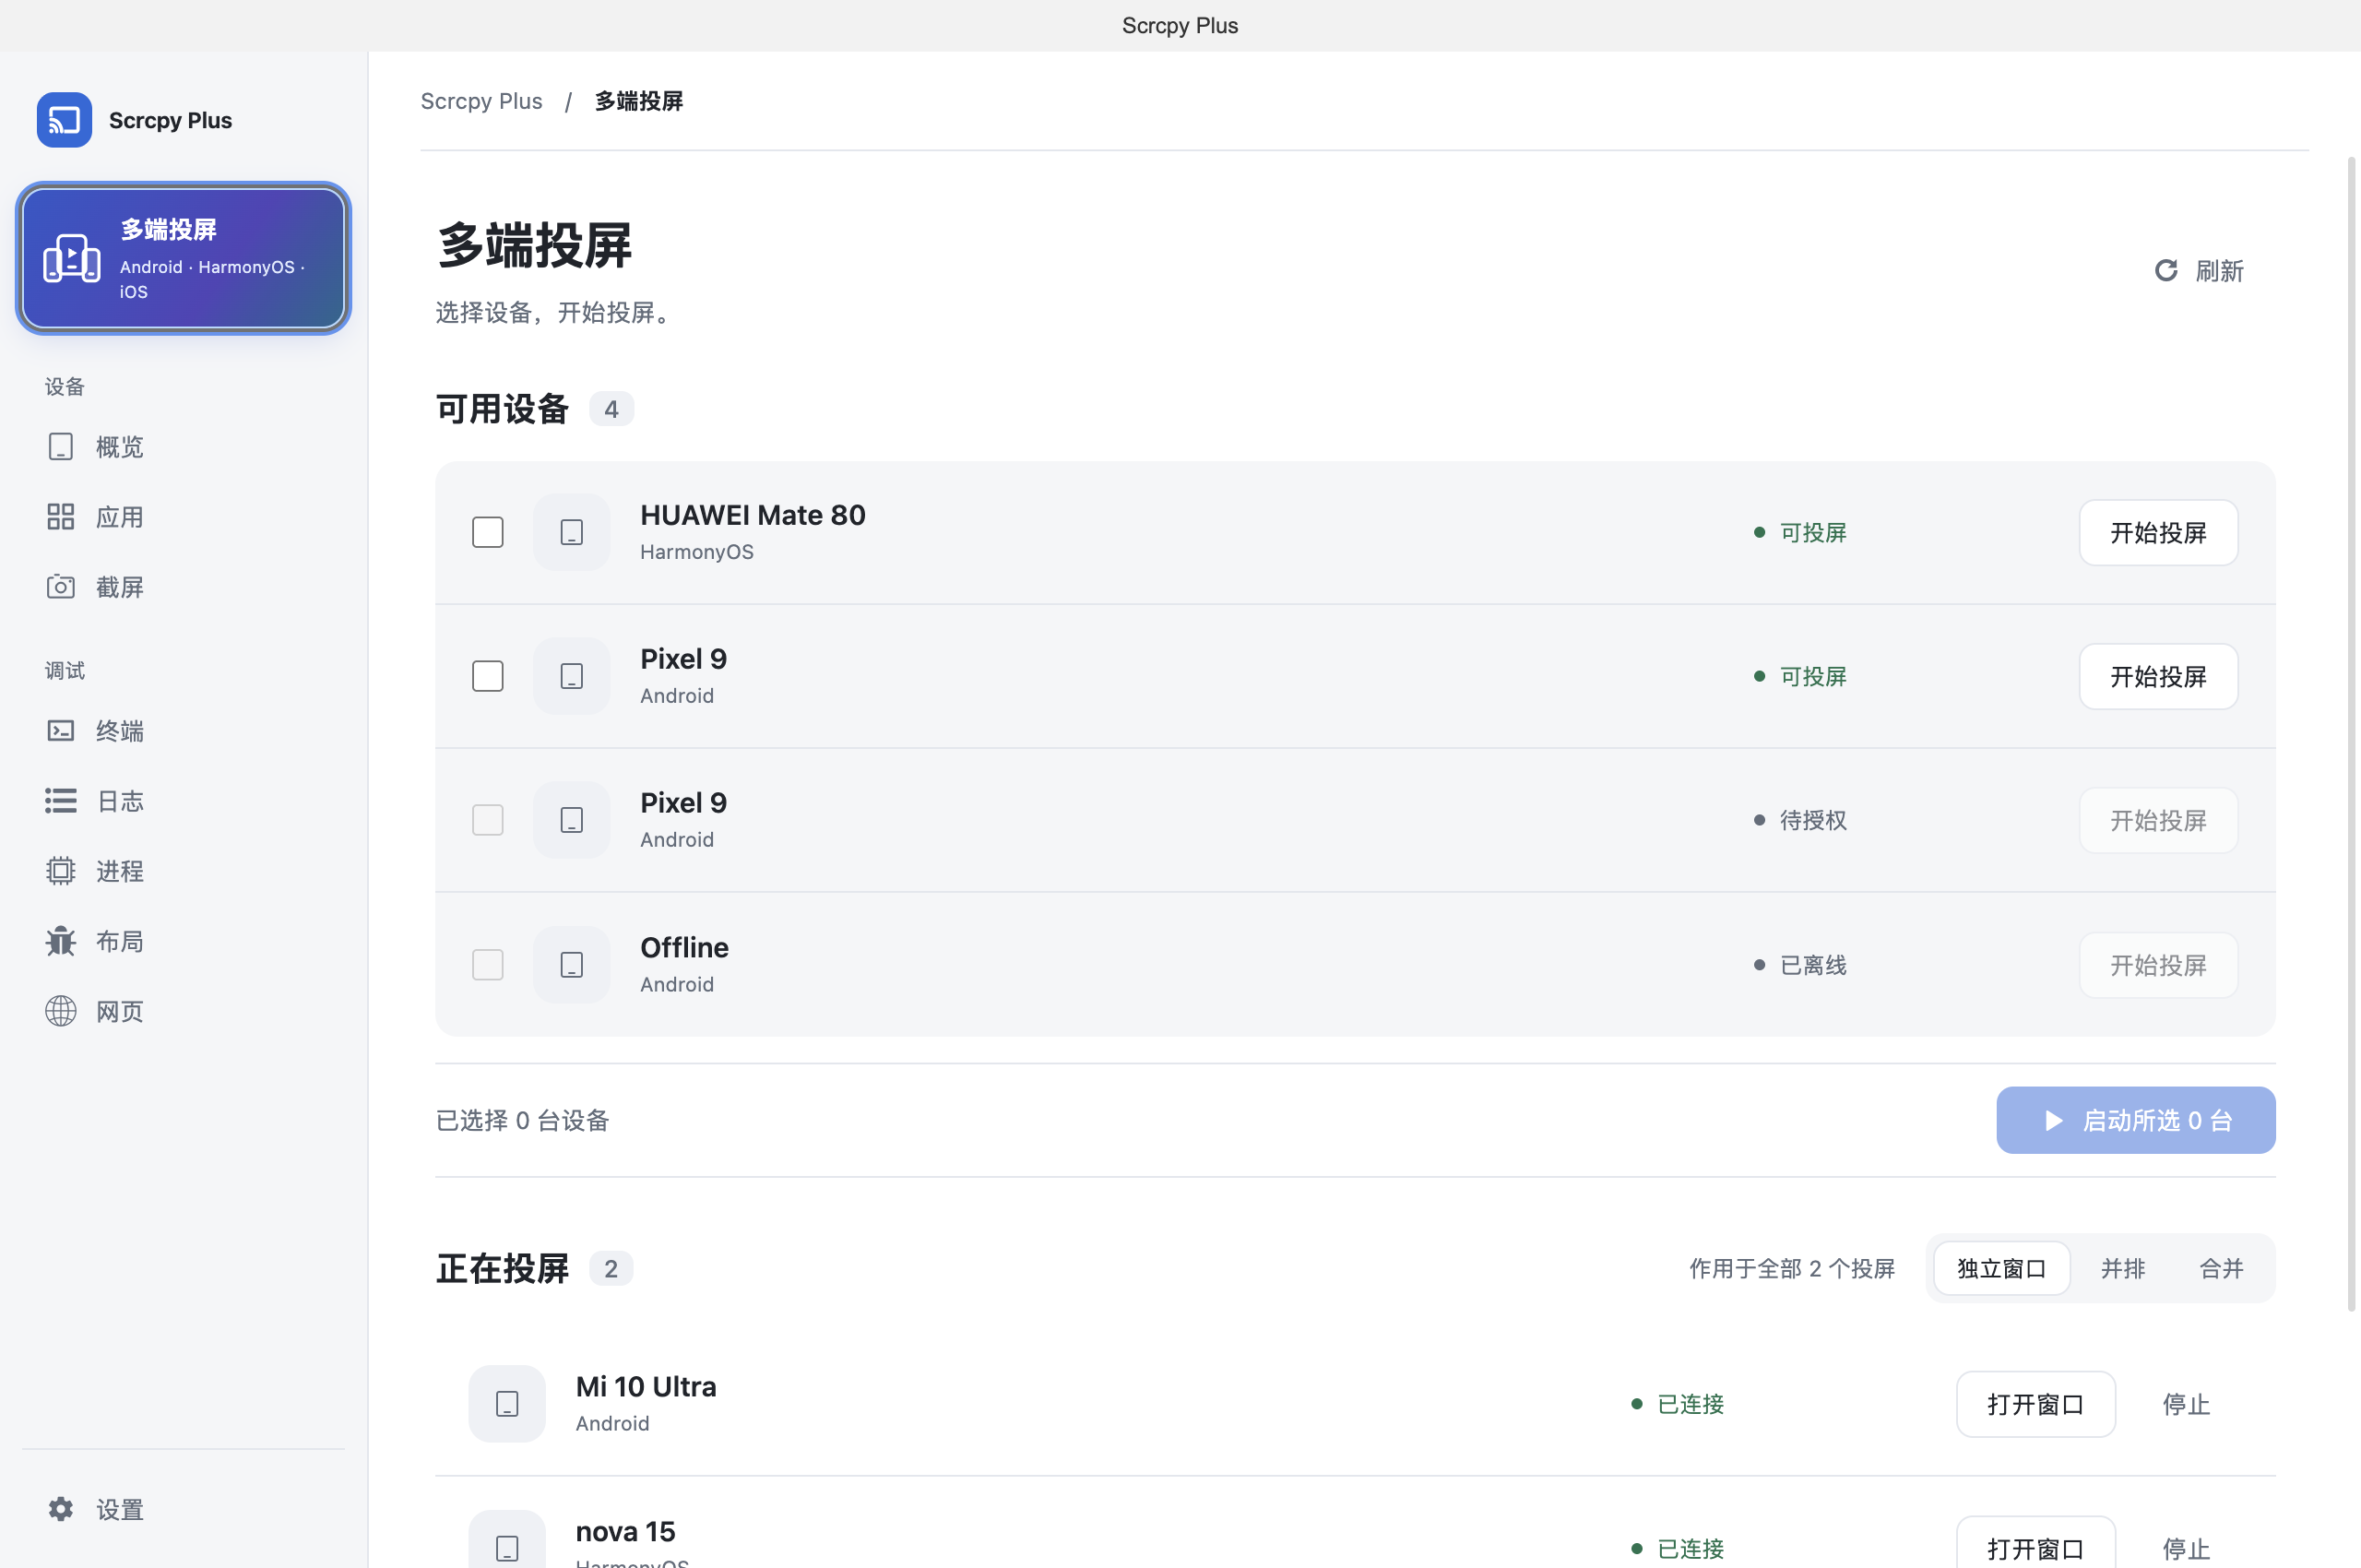 Scrcpy Plus
Scrcpy Plus
多端投屏
Android · HarmonyOS ·
iOS
设备
概览
应用
截屏
调试
终端
日志
进程
布局
网页
设置
Scrcpy Plus / 多端投屏
多端投屏
选择设备，开始投屏。
刷新
可用设备 4
HUAWEI Mate 80
HarmonyOS
可投屏
开始投屏
Pixel 9
Android
可投屏
开始投屏
Pixel 9
Android
待授权
开始投屏
Offline
Android
已离线
开始投屏
已选择 0 台设备
启动所选 0 台
正在投屏 2
作用于全部 2 个投屏
独立窗口
并排
合并
Mi 10 Ultra
Android
已连接
打开窗口
停止
nova 15
HarmonyOS
已连接
打开窗口
停止